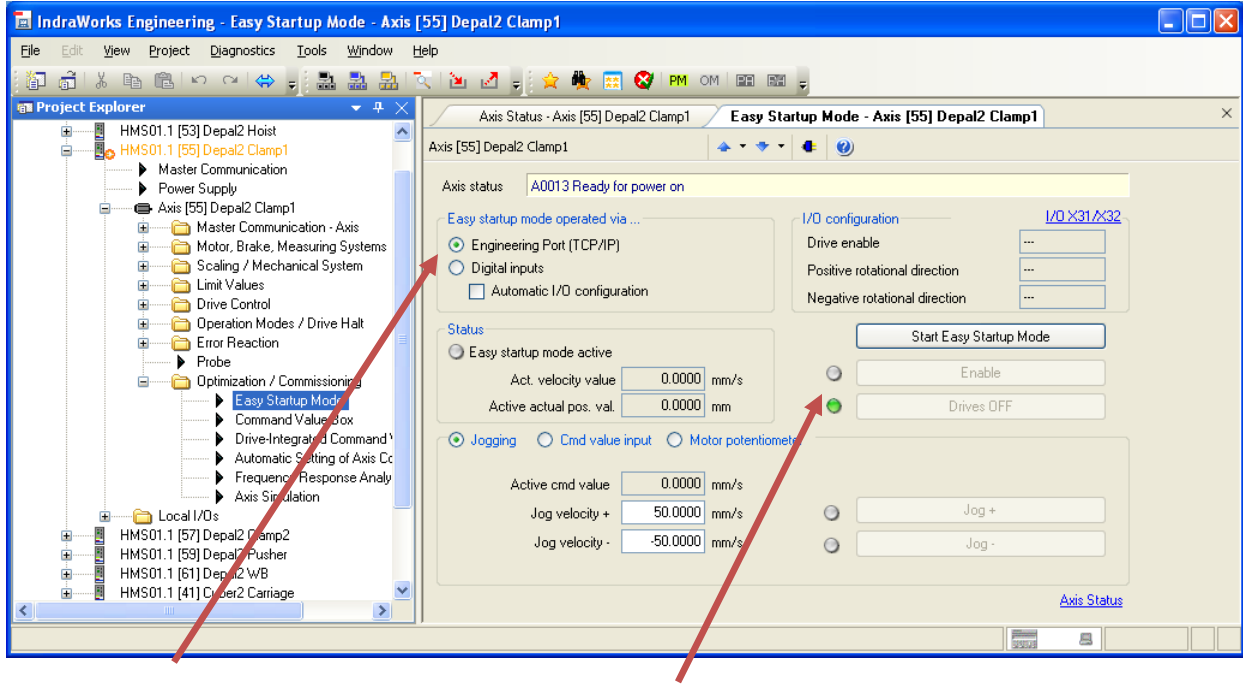 IndraWorks Engineering - Easy Startup Mode - Axis [55] Depal2 Clamp1
File Edit View Project Diagnostics Tools Window Help
PM OM
Project Explorer
HMS01.1 [53] Depal2 Hoist
HMS01.1 [55] Depal2 Clamp1
Master Communication
Power Supply
Axis [55] Depal2 Clamp1
Master Communication - Axis
Motor, Brake, Measuring Systems
Scaling / Mechanical System
Limit Values
Drive Control
Operation Modes / Drive Halt
Error Reaction
Probe
Optimization / Commissioning
Easy Startup Mode
Command Value Box
Drive-Integrated Command
Automatic Setting of Axis Cc
Frequency Response Analy
Axis Simulation
Local I/Os
HMS01.1 [57] Depal2 Clamp2
HMS01.1 [59] Depal2 Pusher
HMS01.1 [61] Depal2 WB
HMS01.1 [41] Cuber2 Carriage
Axis Status - Axis [55] Depal2 Clamp1
Easy Startup Mode - Axis [55] Depal2 Clamp1
Axis [55] Depal2 Clamp1
Axis status A0013 Ready for power on
Easy startup mode operated via ...
Engineering Port (TCP/IP)
Digital inputs
Automatic I/O configuration
I/O configuration I/O X31/X32
Drive enable ---
Positive rotational direction ---
Negative rotational direction ---
Status
Easy startup mode active
Act. velocity value 0.0000 mm/s
Active actual pos. val. 0.0000 mm
Start Easy Startup Mode
Enable
Drives OFF
Jogging Cmd value input Motor potentiometer
Active cmd value 0.0000 mm/s
Jog velocity + 50.0000 mm/s Jog +
Jog velocity - -50.0000 mm/s Jog -
Axis Status